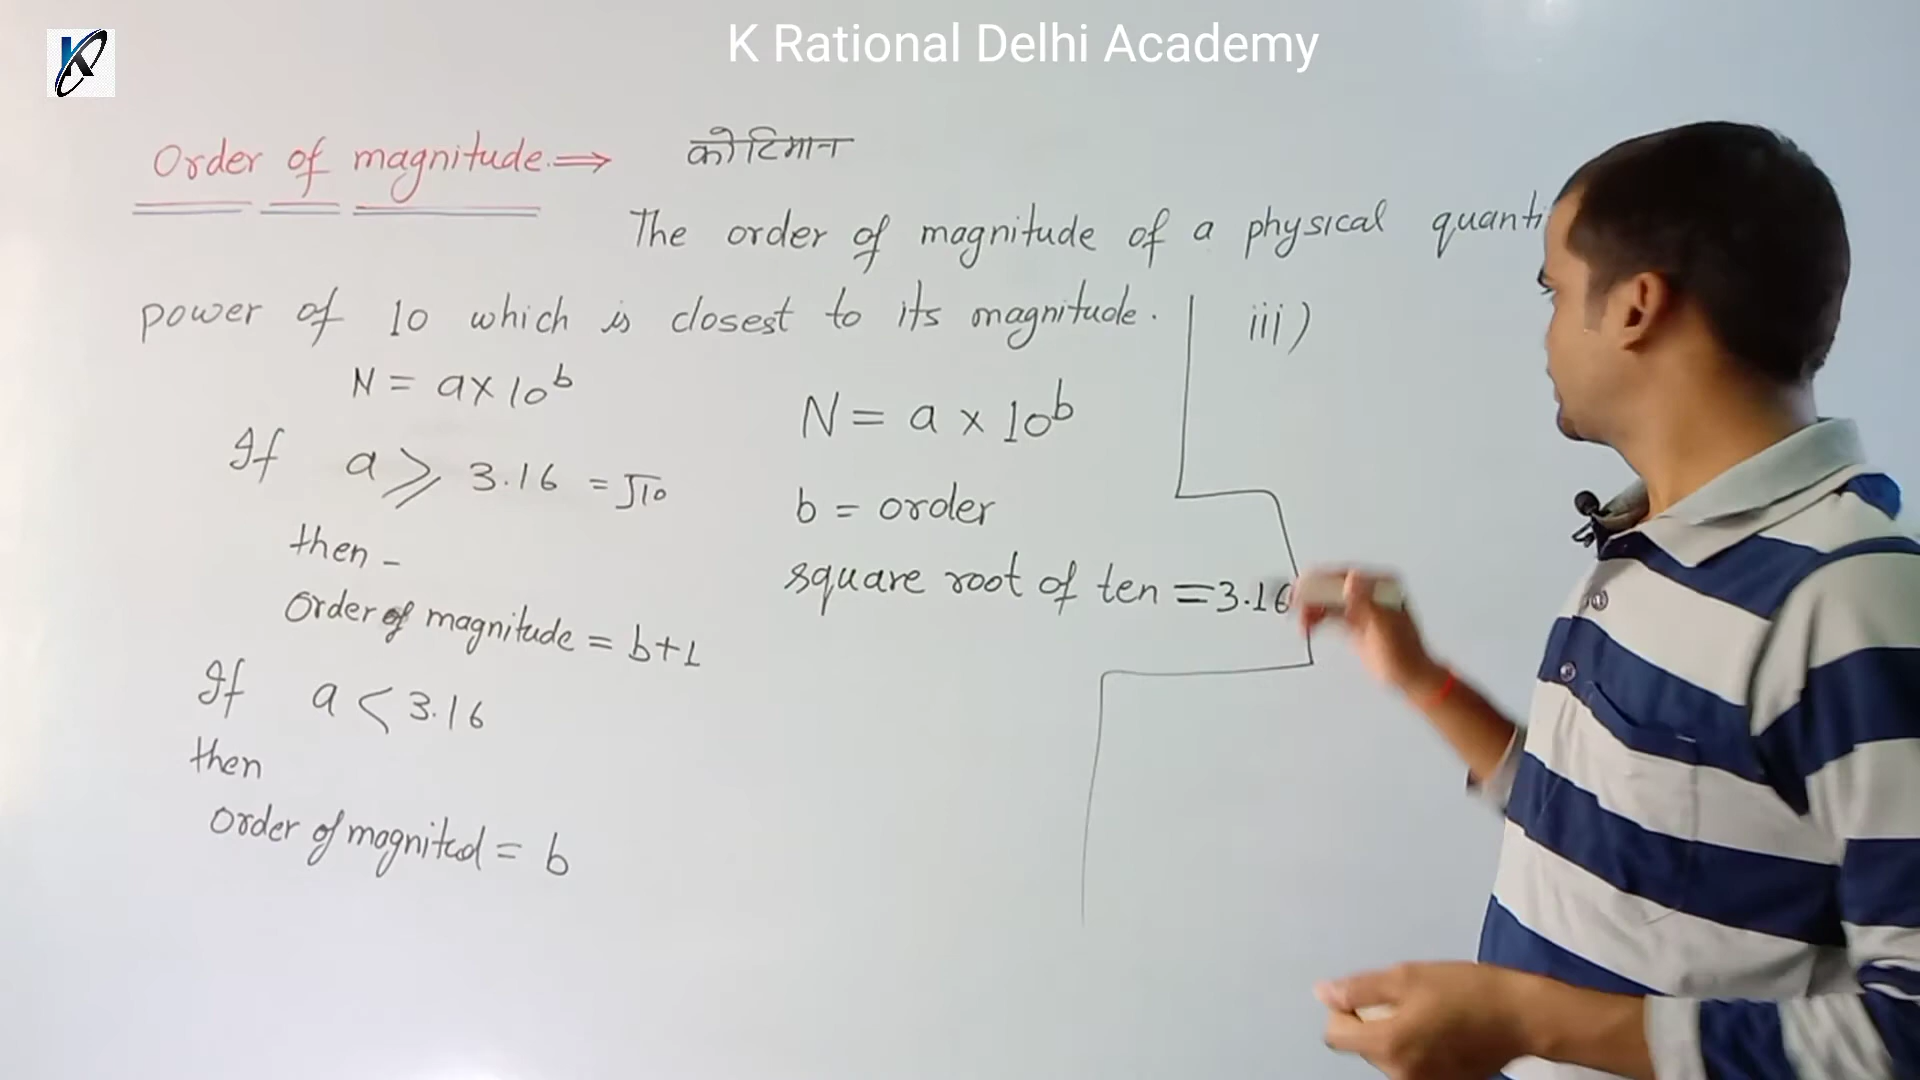 K Rational Delhi Academy
Order of magnitude. ⇒ कोटिमान
The order of magnitude of a physical
power of 10 which is closest to its magnitude.
N = a x 10^b
If a ⩾ 3.16 = √10
then -
Order of magnitude = b+1
If a < 3.16
then
Order of magnitud = b
N = a x 10^b
b = order
square root of ten = 3.16
iii)